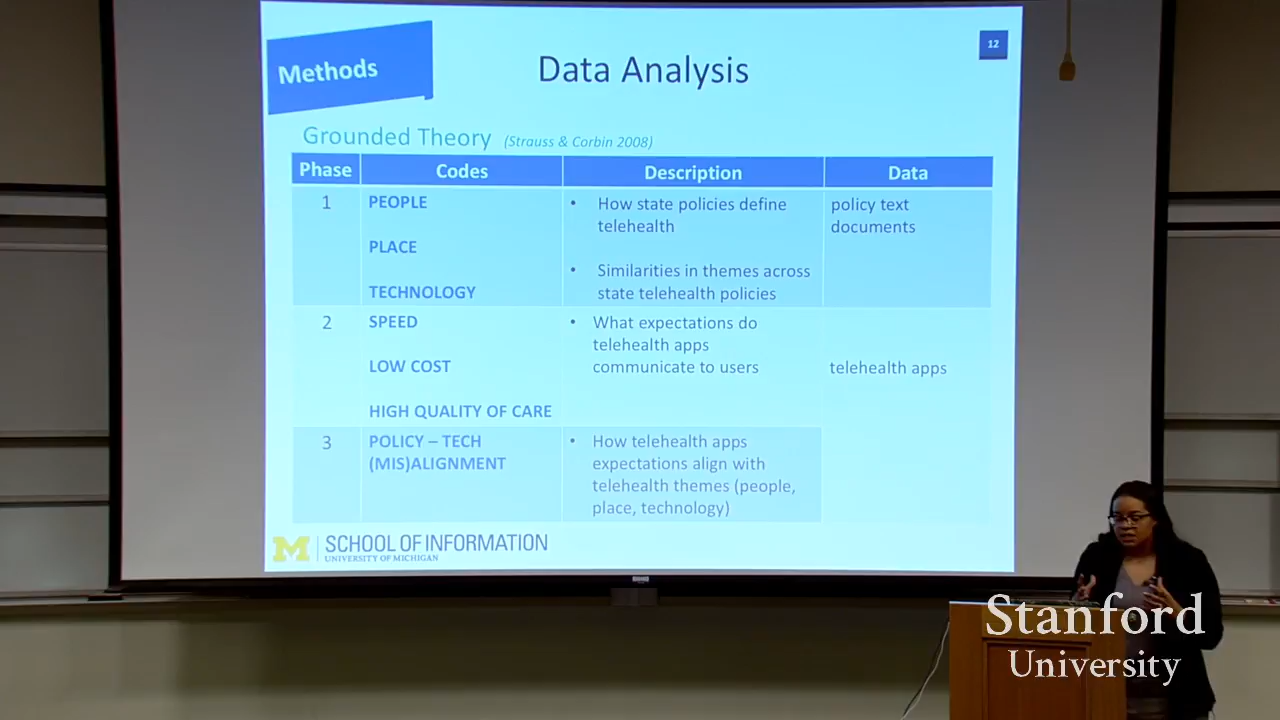 12
Methods
Data Analysis
Grounded Theory (Strauss & Corbin 2008)
Phase Codes Description Data
1
PEOPLE
PLACE
TECHNOLOGY
• How state policies define
telehealth
• Similarities in themes across
state telehealth policies
policy text
documents
2
SPEED
LOW COST
HIGH QUALITY OF CARE
• What expectations do
telehealth apps
communicate to users
telehealth apps
3
POLICY – TECH
(MIS)ALIGNMENT
• How telehealth apps
expectations align with
telehealth themes (people,
place, technology)
M SCHOOL OF INFORMATION
UNIVERSITY OF MICHIGAN
Stanford
University